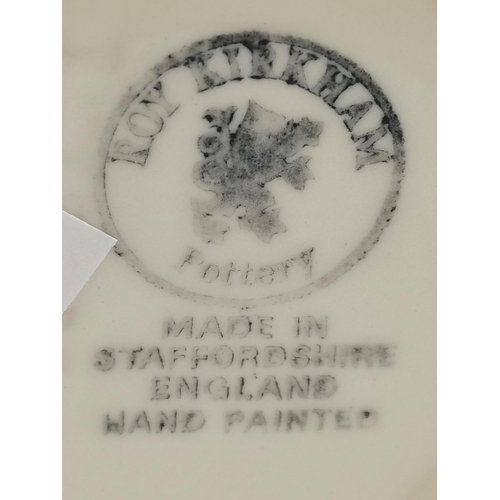 ROY KIRKHAM
Pottery
MADE IN
STAFFORDSHIRE
ENGLAND
HAND PAINTED